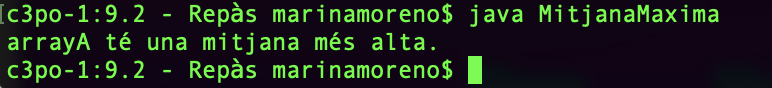 c3po-1:9.2 - Repàs marinamoreno$ java MitjanaMaxima
arrayA té una mitjana més alta.
c3po-1:9.2 - Repàs marinamoreno$